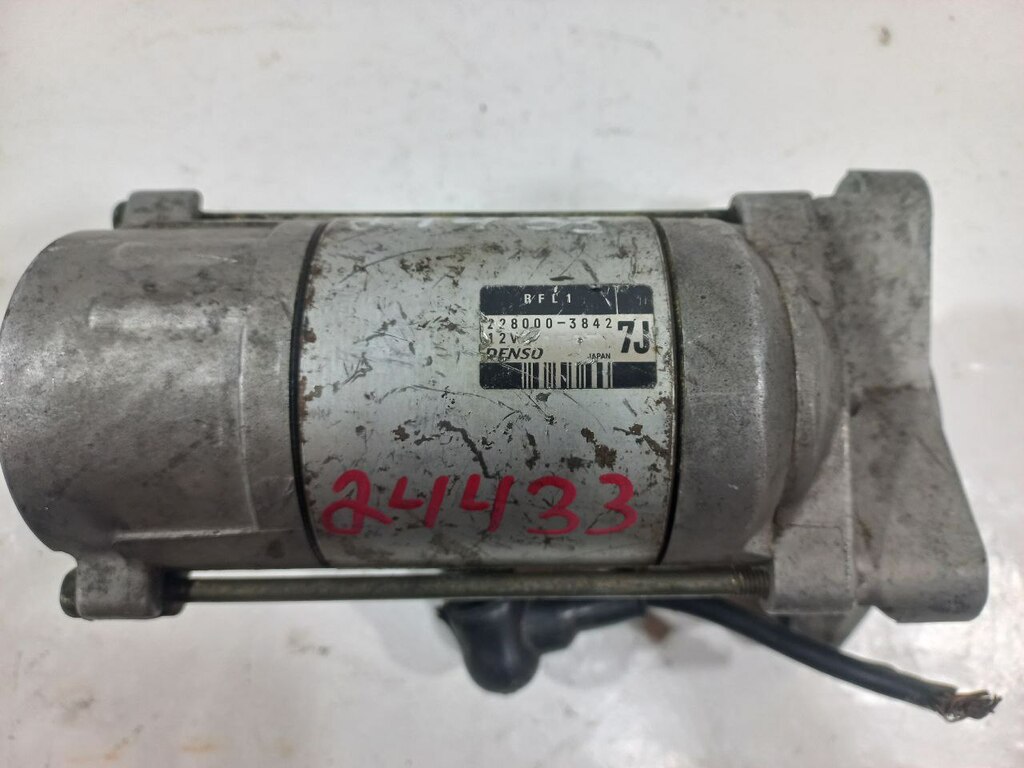 BFL1
228000-3842
7J
12V
DENSO
JAPAN
24433